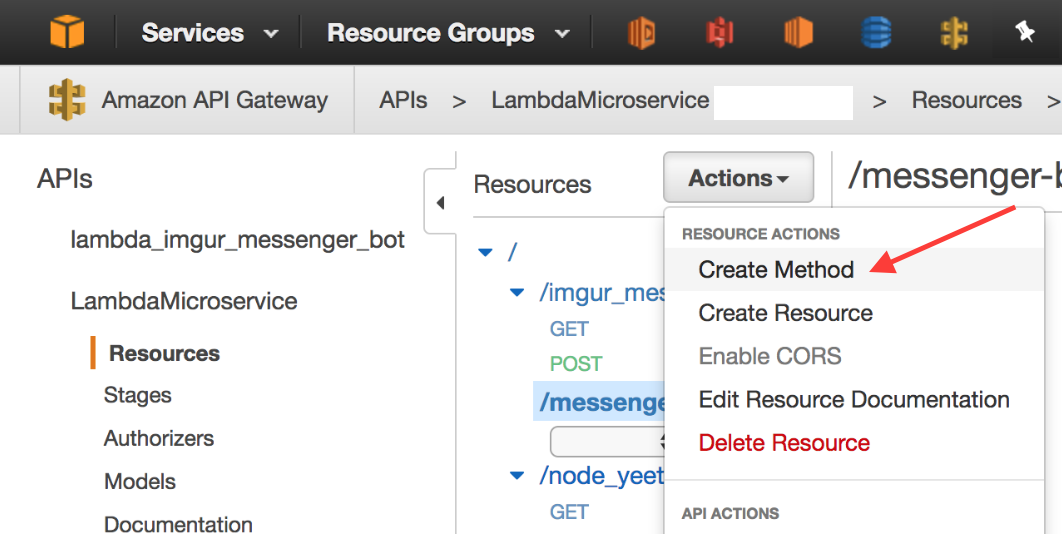 Services Resource Groups
Amazon API Gateway APIs > LambdaMicroservice > Resources >
APIs
lambda_imgur_messenger_bot
LambdaMicroservice
Resources
Stages
Authorizers
Models
Documentation
Resources Actions
/
/imgur_mes
GET
POST
/messenge
/node_yeet
GET
RESOURCE ACTIONS
Create Method
Create Resource
Enable CORS
Edit Resource Documentation
Delete Resource
API ACTIONS
/messenger-b